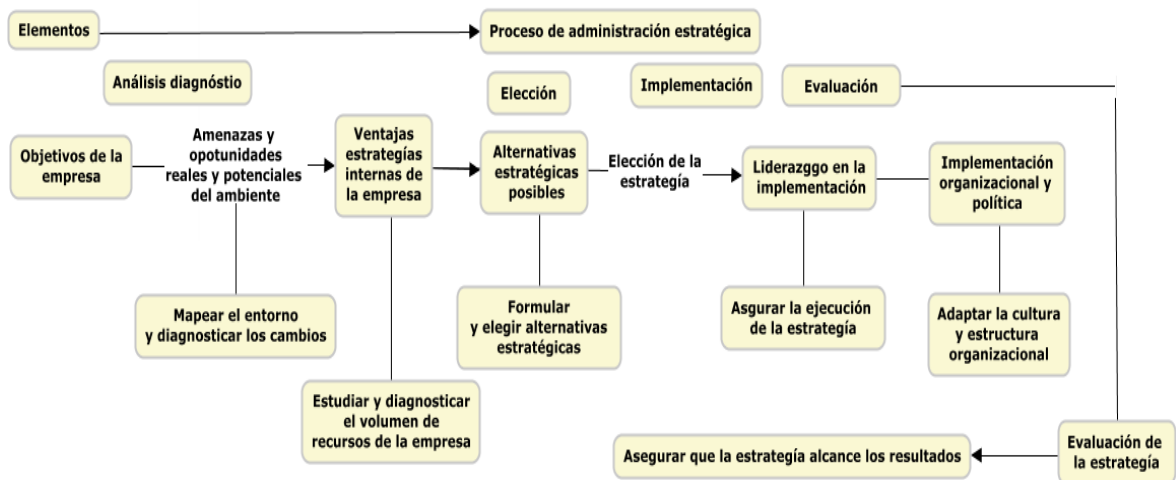 Elementos
Proceso de administración estratégica
Análisis diagnóstio
Elección
Implementación
Evaluación
Objetivos de la
empresa
Amenazas y
opotunidades
reales y potenciales
del ambiente
Ventajas
estrategías
internas de
la empresa
Alternativas
estratégicas
posibles
Elección de la
estrategía
Liderazggo en la
implementación
Implementación
organizacional y
política
Mapear el entorno
y diagnosticar los cambios
Formular
y elegir alternativas
estratégicas
Asgurar la ejecución
de la estrategía
Adaptar la cultura
y estructura
organizacional
Estudiar y diagnosticar
el volumen de
recursos de la empresa
Asegurar que la estrategía alcance los resultados
Evaluación de
la estrategía